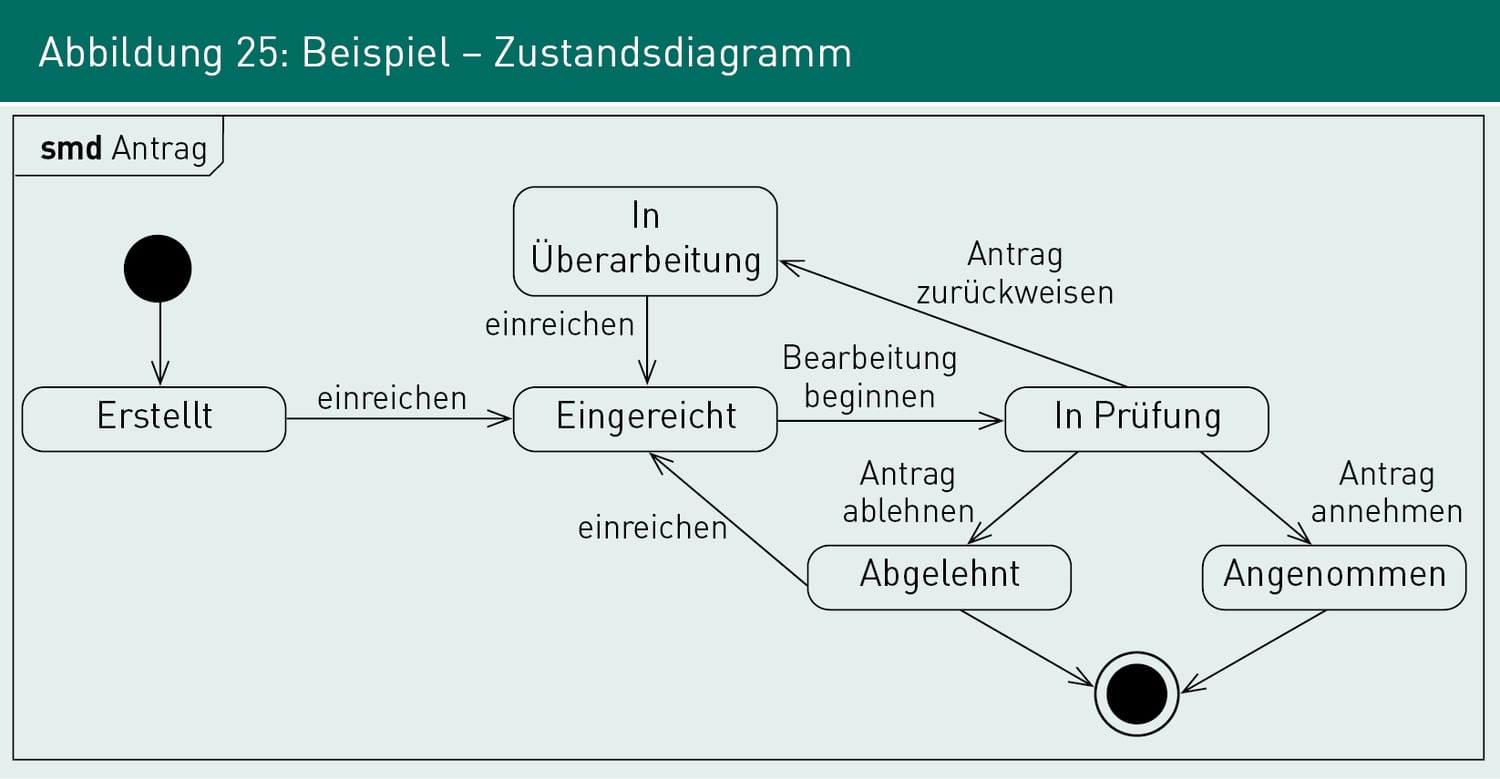 Abbildung 25: Beispiel – Zustandsdiagramm
smd Antrag
In
Überarbeitung
Antrag
zurückweisen
einreichen
Bearbeitung
beginnen
Erstellt
einreichen
Eingereicht
In Prüfung
Antrag
ablehnen
Antrag
annehmen
einreichen
Abgelehnt
Angenommen